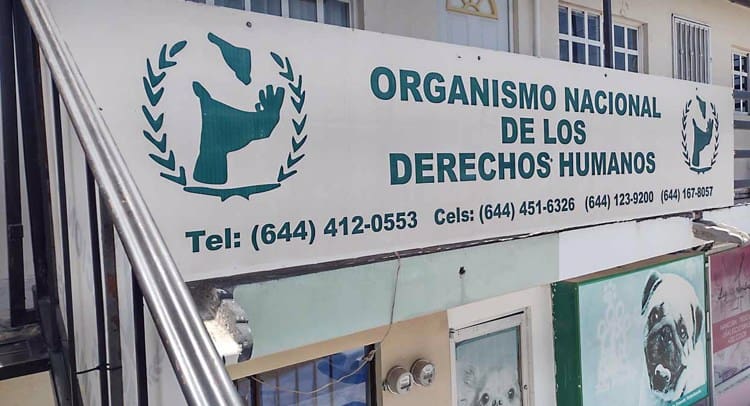 ORGANISMO NACIONAL
DE LOS
DERECHOS HUMANOS
Tel: (644) 412-0553 Cels: (644) 451-6326 (644) 123-9200 (644) 167-8057